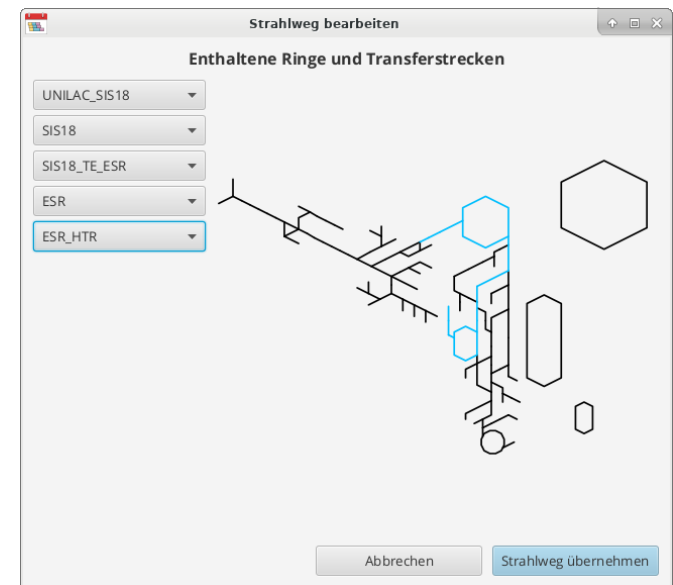 Strahlweg bearbeiten
Enthaltene Ringe und Transferstrecken
UNILAC_SIS18
SIS18
SIS18_TE_ESR
ESR
ESR_HTR
Abbrechen
Strahlweg übernehmen